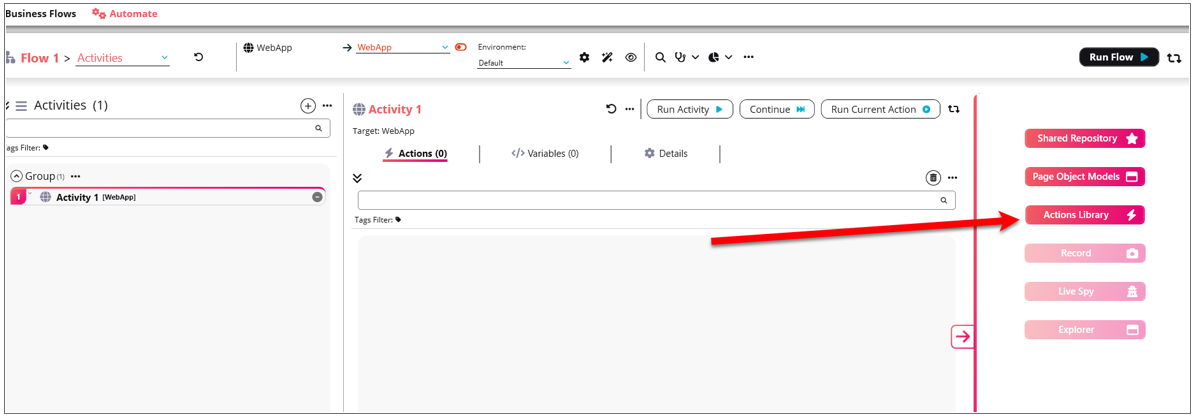 Business Flows Automate
Flow 1 > Activities
WebApp
WebApp
Environment:
Default
Run Flow
Activities (1)
ags Filter:
Group(1)
1 Activity 1 [WebApp]
Activity 1
Run Activity Continue Run Current Action
Target: WebApp
Actions (0) </> Variables (0) Details
Tags Filter:
Shared Repository
Page Object Models
Actions Library
Record
Live Spy
Explorer